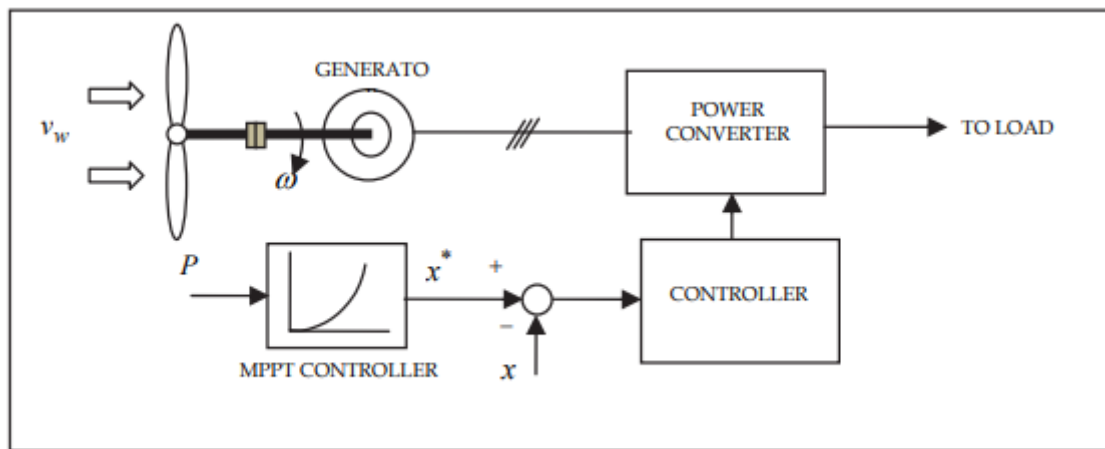 GENERATO
v_w
ω
POWER
CONVERTER
TO LOAD
P
x*
+
−
x
CONTROLLER
MPPT CONTROLLER